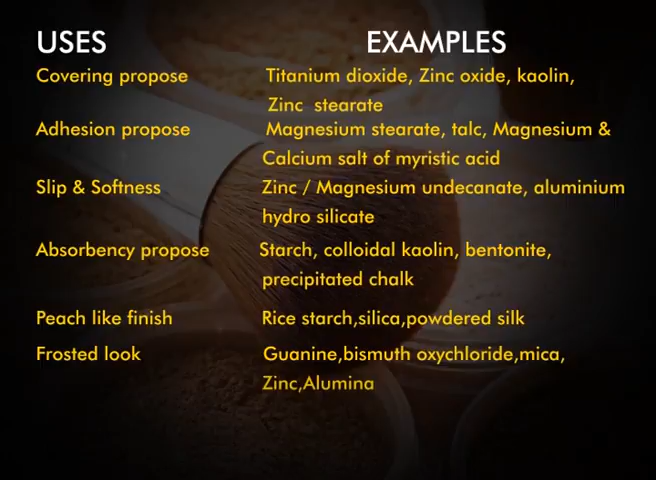 USES EXAMPLES
Covering propose Titanium dioxide, Zinc oxide, kaolin,
Zinc stearate
Adhesion propose Magnesium stearate, talc, Magnesium &
Calcium salt of myristic acid
Slip & Softness Zinc / Magnesium undecanate, aluminium
hydro silicate
Absorbency propose Starch, colloidal kaolin, bentonite,
precipitated chalk
Peach like finish Rice starch,silica,powdered silk
Frosted look Guanine,bismuth oxychloride,mica,
Zinc,Alumina